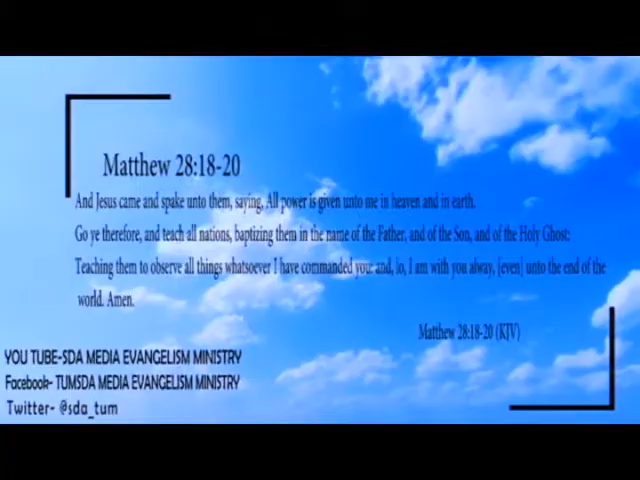 Matthew 28:18-20
And Jesus came and spake unto them, saying, All power is given unto me in heaven and in earth.
Go ye therefore, and teach all nations, baptizing them in the name of the Father, and of the Son, and of the Holy Ghost:
Teaching them to observe all things whatsoever I have commanded you: and, lo, I am with you alway, [even] unto the end of the
world. Amen.
Matthew 28:18-20 (KJV)
YOU TUBE-SDA MEDIA EVANGELISM MINISTRY
Facebook- TUMSDA MEDIA EVANGELISM MINISTRY
Twitter- @sda_tum